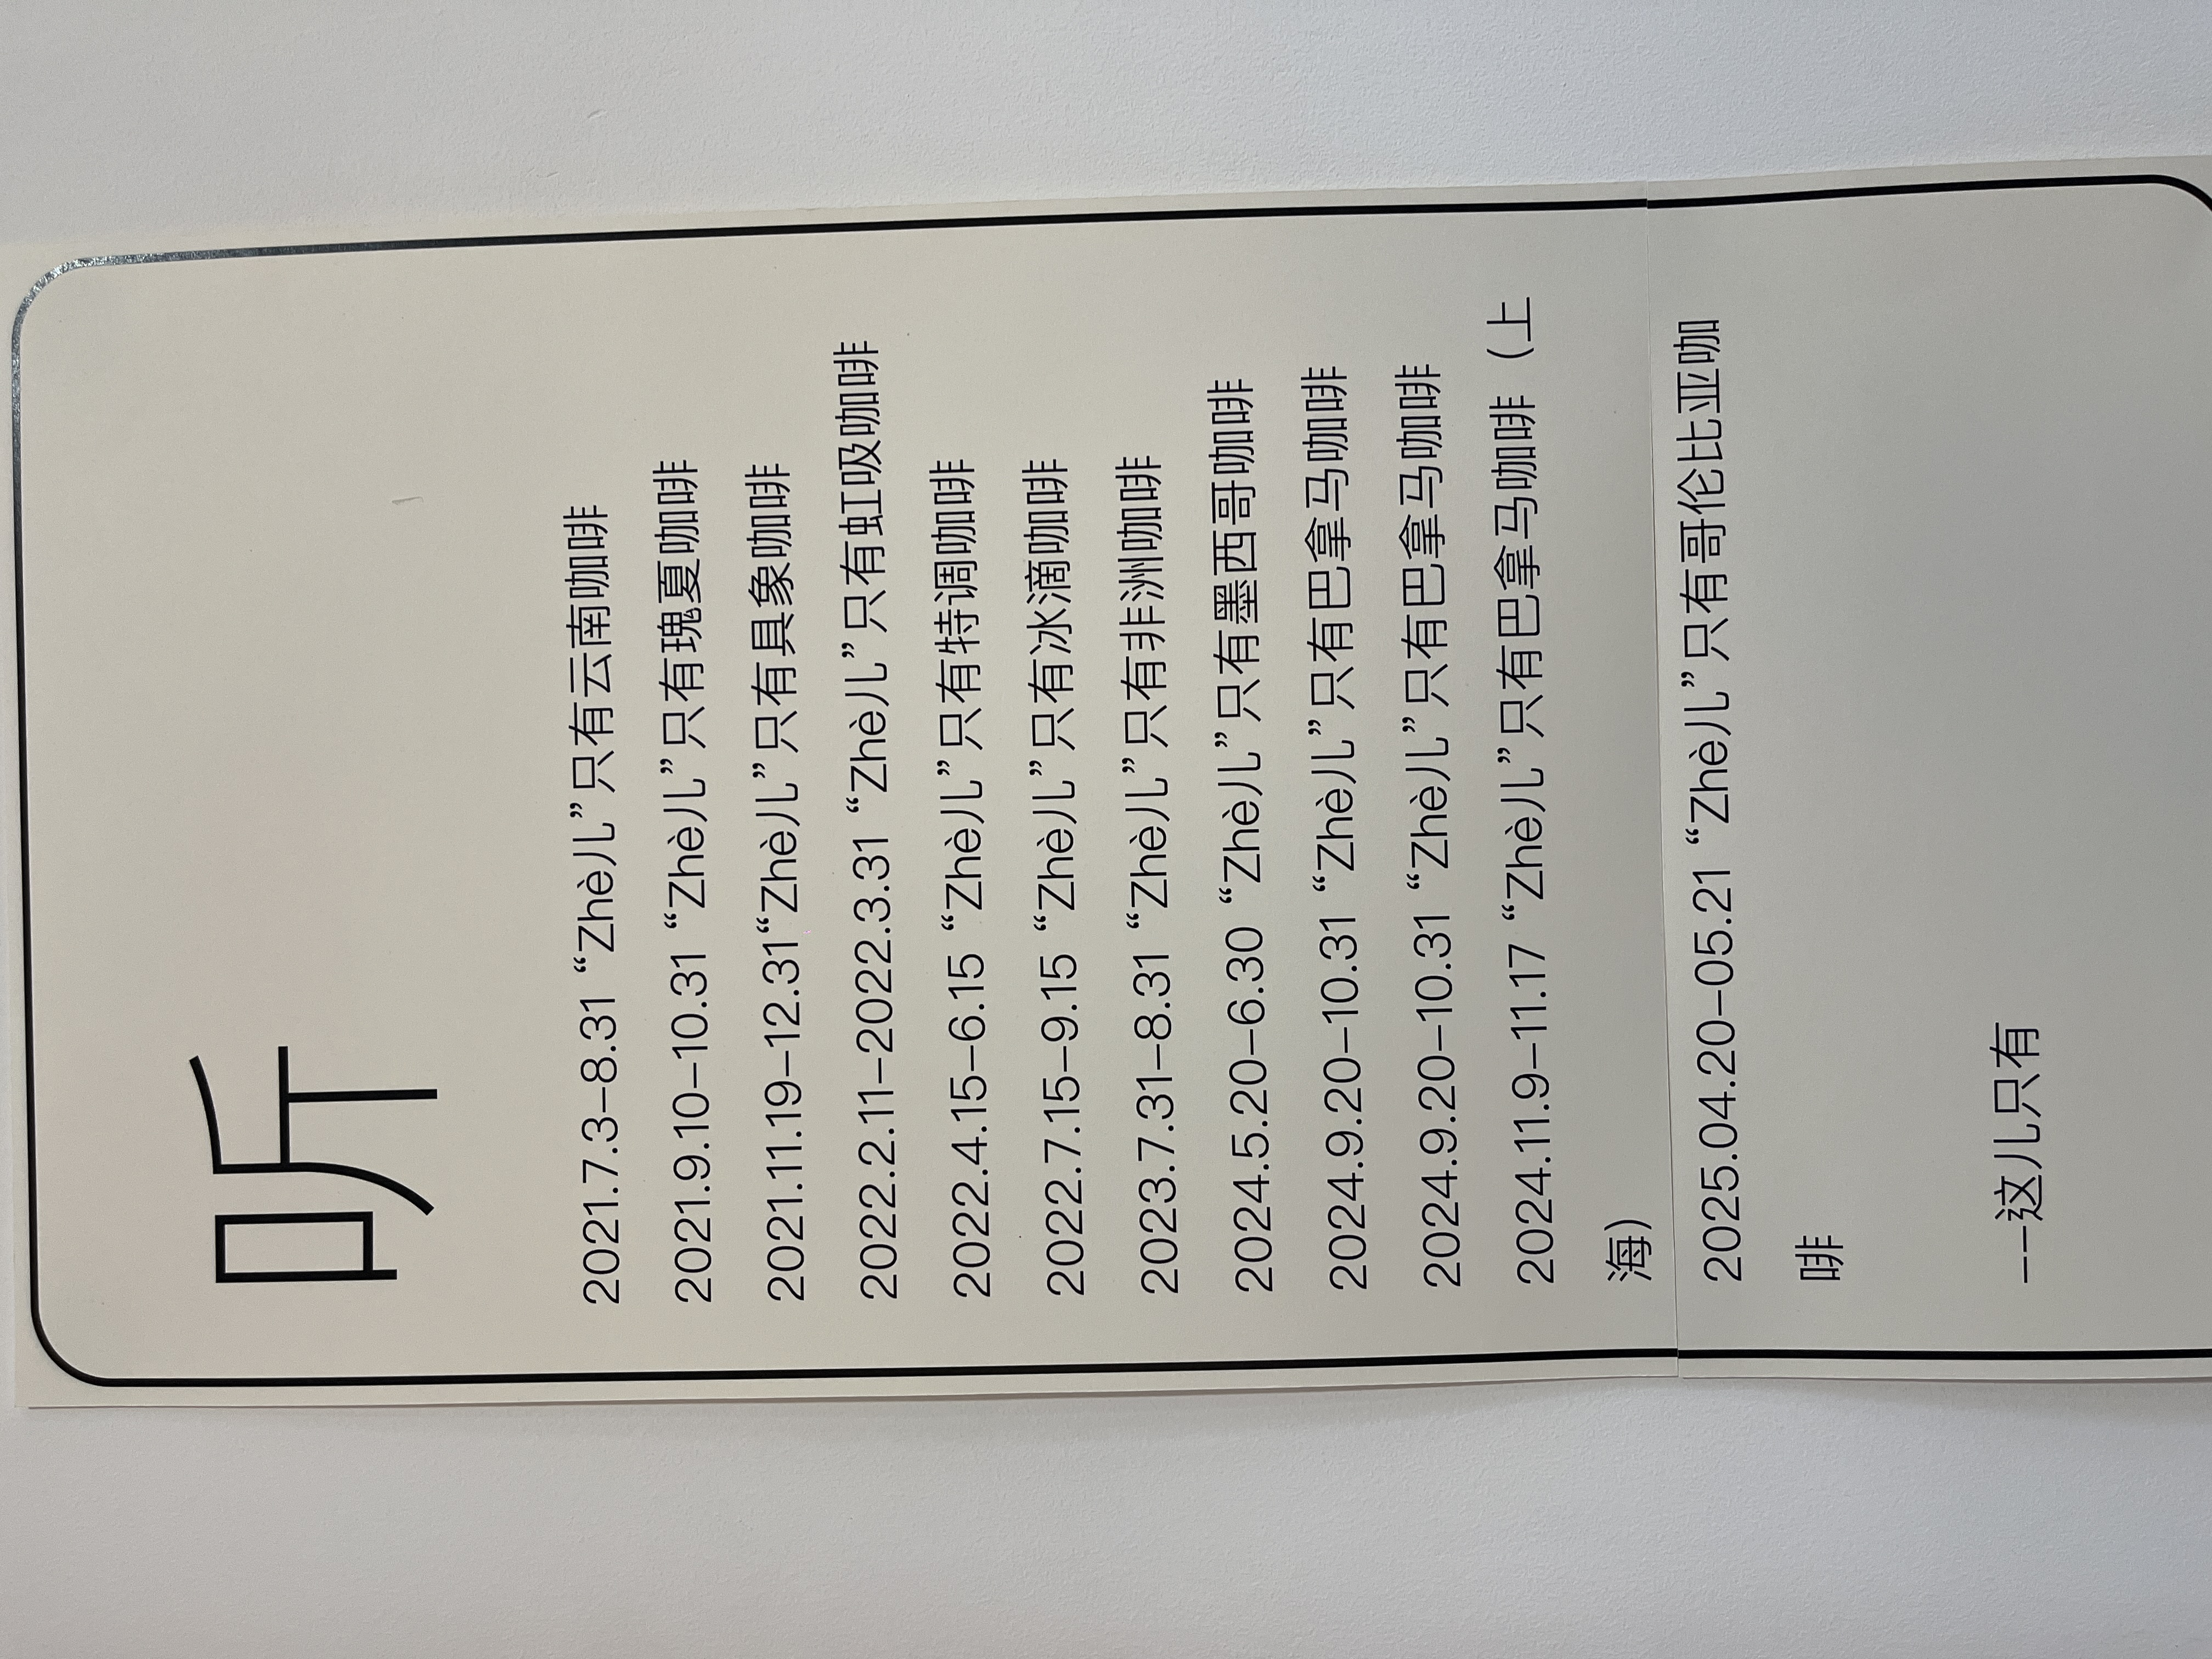 听
2021.7.3–8.31 “Zhè儿”只有云南咖啡
2021.9.10–10.31 “Zhè儿”只有瑰夏咖啡
2021.11.19–12.31“Zhè儿”只有具象咖啡
2022.2.11–2022.3.31 “Zhè儿”只有虹吸咖啡
2022.4.15–6.15 “Zhè儿”只有特调咖啡
2022.7.15–9.15 “Zhè儿”只有冰滴咖啡
2023.7.31–8.31 “Zhè儿”只有非洲咖啡
2024.5.20–6.30 “Zhè儿”只有墨西哥咖啡
2024.9.20–10.31 “Zhè儿”只有巴拿马咖啡
2024.9.20–10.31 “Zhè儿”只有巴拿马咖啡
2024.11.9–11.17 “Zhè儿”只有巴拿马咖啡（上
海)
2025.04.20–05.21 “Zhè儿”只有哥伦比亚咖
啡
––这儿只有